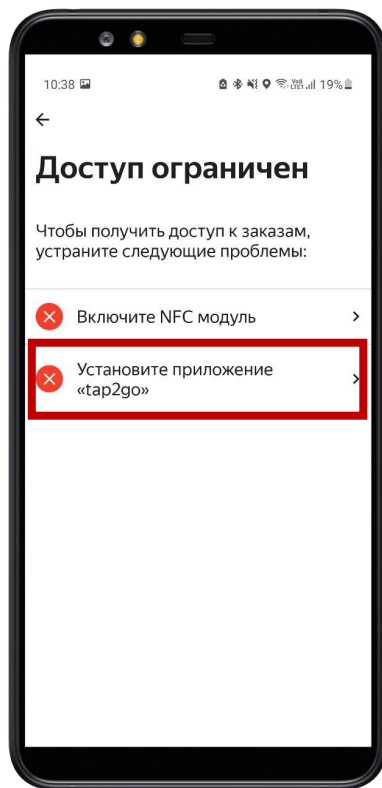 10:38 19%
Доступ ограничен
Чтобы получить доступ к заказам,
устраните следующие проблемы:
Включите NFC модуль
Установите приложение
«tap2go»